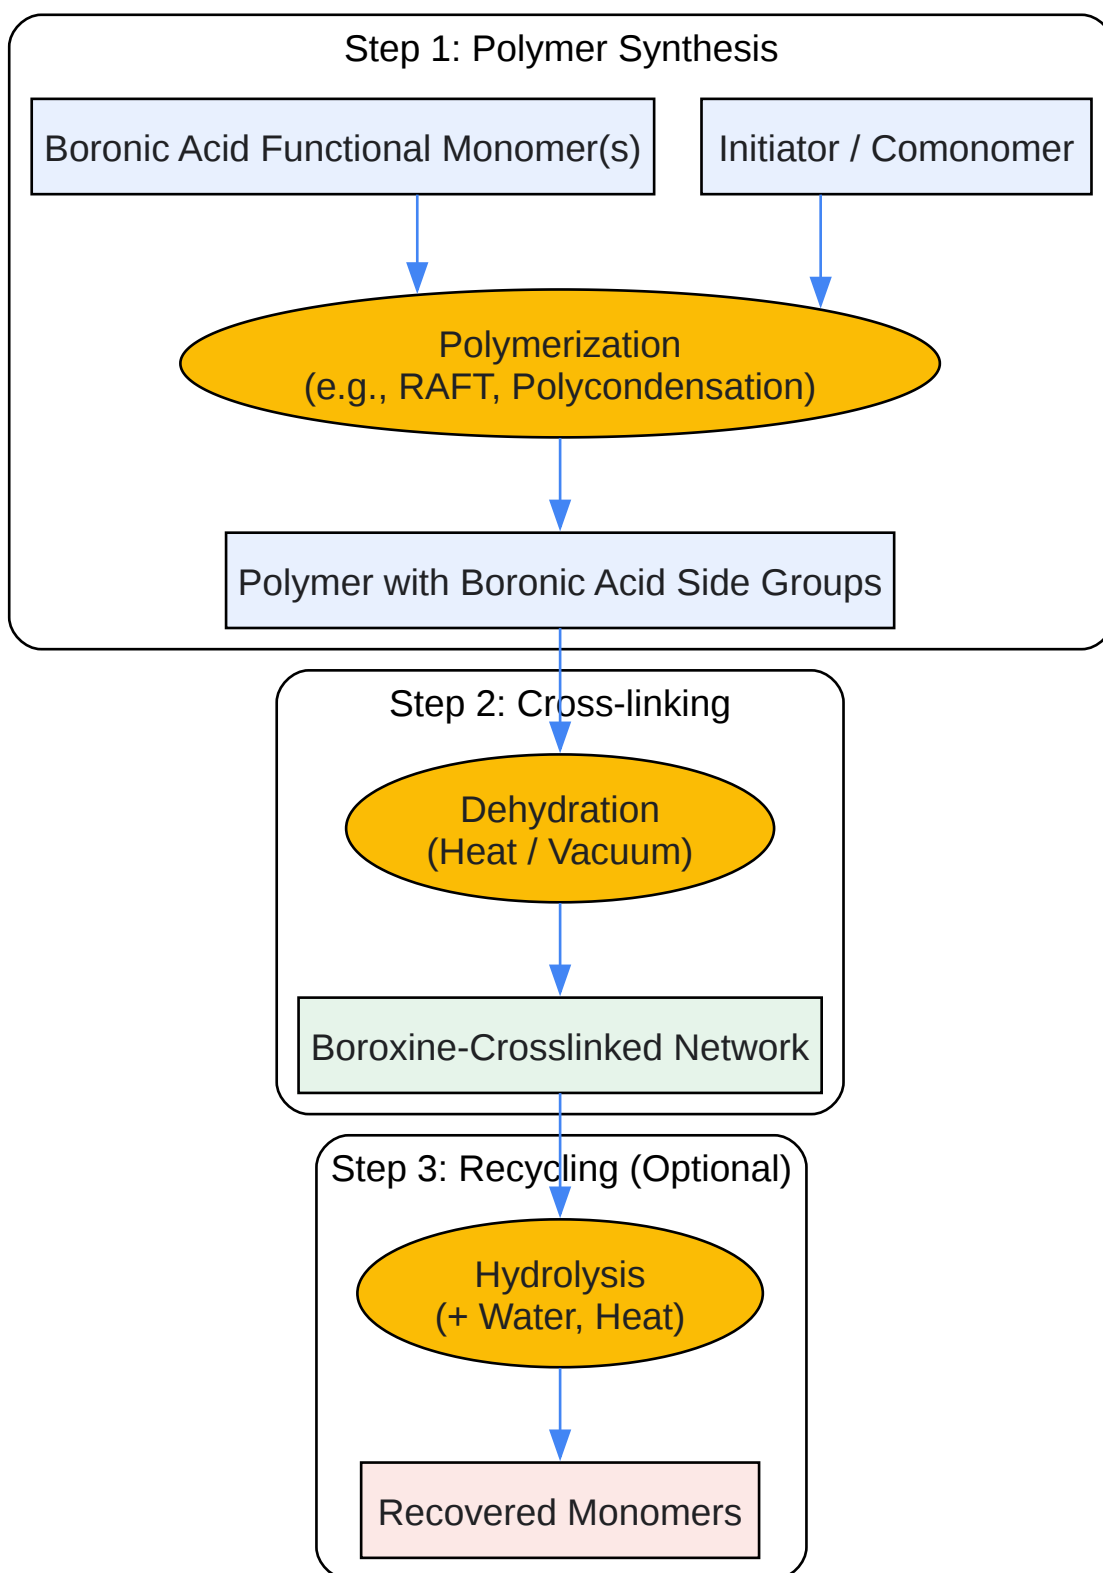 Step 1: Polymer Synthesis
Boronic Acid Functional Monomer(s)
Initiator / Comonomer
Polymerization
(e.g., RAFT, Polycondensation)
Polymer with Boronic Acid Side Groups
Step 2: Cross-linking
Dehydration
(Heat / Vacuum)
Boroxine-Crosslinked Network
Step 3: Recycling (Optional)
Hydrolysis
(+ Water, Heat)
Recovered Monomers